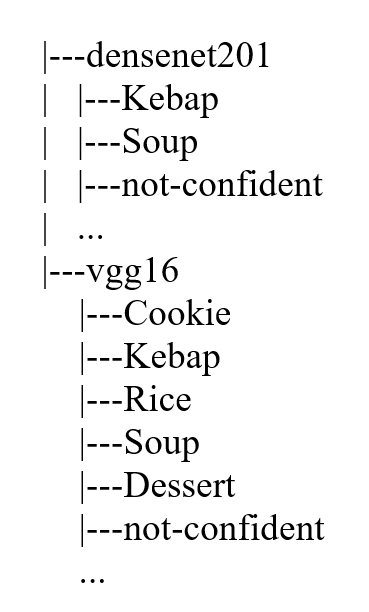 |---densenet201
|   |---Kebap
|   |---Soup
|   |---not-confident
|   ...
|---vgg16
    |---Cookie
    |---Kebap
    |---Rice
    |---Soup
    |---Dessert
    |---not-confident
    ...